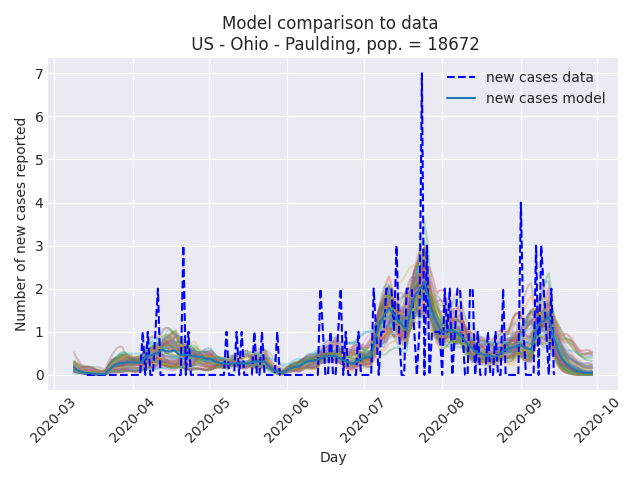 Model comparison to data
US - Ohio - Paulding, pop. = 18672
new cases data
new cases model
Number of new cases reported
7
6
5
4
3
2
1
0
2020-03
2020-04
2020-05
2020-06
2020-07
2020-08
2020-09
2020-10
Day